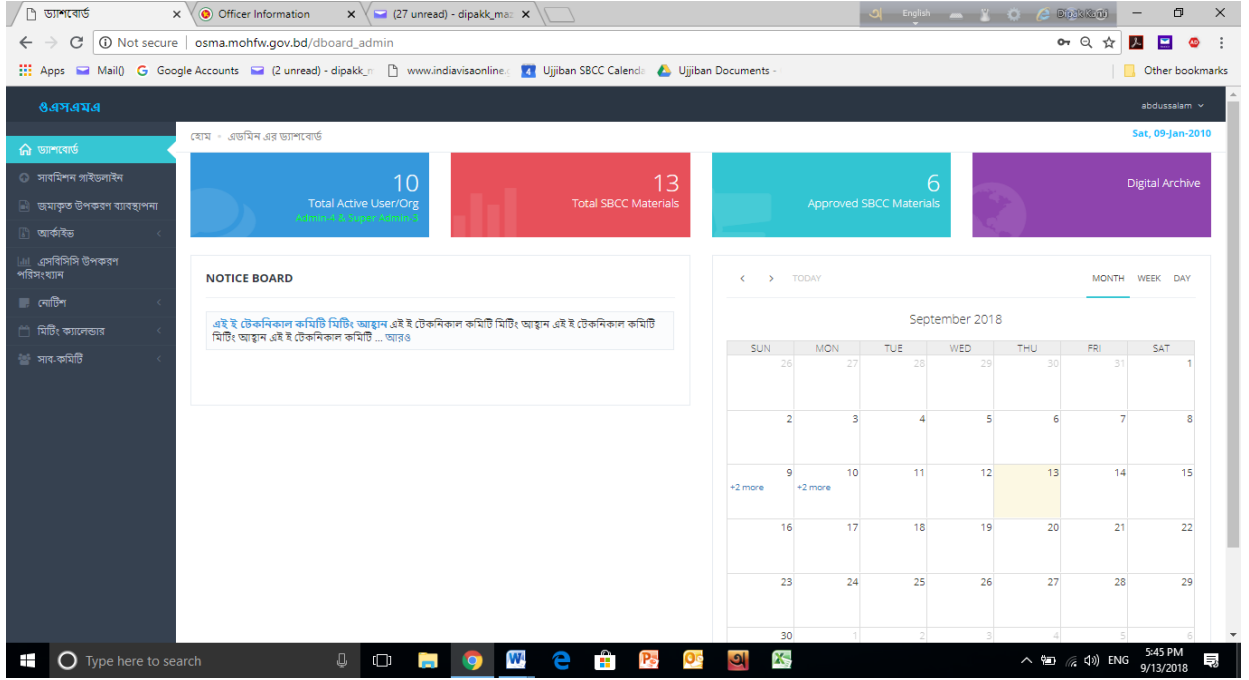 ড্যাশবোর্ড
Officer Information
(27 unread) - dipakk_maz
English
Not secure | osma.mohfw.gov.bd/dboard_admin
Apps Mail() Google Accounts (2 unread) - dipakk_m www.indiavisaonline.g Ujjiban SBCC Calenda Ujjiban Documents - Other bookmarks
ওএসএমএ
abdussalam
হোম - এডমিন এর ড্যাশবোর্ড
Sat, 09-Jan-2010
ড্যাশবোর্ড
সাবমিশন গাইডলাইন
জমাকৃত উপকরণ ব্যাবস্থাপনা
আর্কাইভ
এসবিসিসি উপকরণ
পরিসংখ্যান
নোটিশ
মিটিং ক্যালেন্ডার
সাব-কমিটি
10
Total Active User/Org
Admin-4 & Super Admin-3
13
Total SBCC Materials
6
Approved SBCC Materials
Digital Archive
NOTICE BOARD
এই ই টেকনিকাল কমিটি মিটিং আহ্বান এই ই টেকনিকাল কমিটি মিটিং আহ্বান এই ই টেকনিকাল কমিটি
মিটিং আহ্বান এই ই টেকনিকাল কমিটি ... আরও
< > TODAY
MONTH WEEK DAY
September 2018
SUN MON TUE WED THU FRI SAT
26 27 28 29 30 31 1
2 3 4 5 6 7 8
9 10 11 12 13 14 15
+2 more +2 more
16 17 18 19 20 21 22
23 24 25 26 27 28 29
30 1 2 3 4 5 6
Type here to search
ENG
5:45 PM
9/13/2018